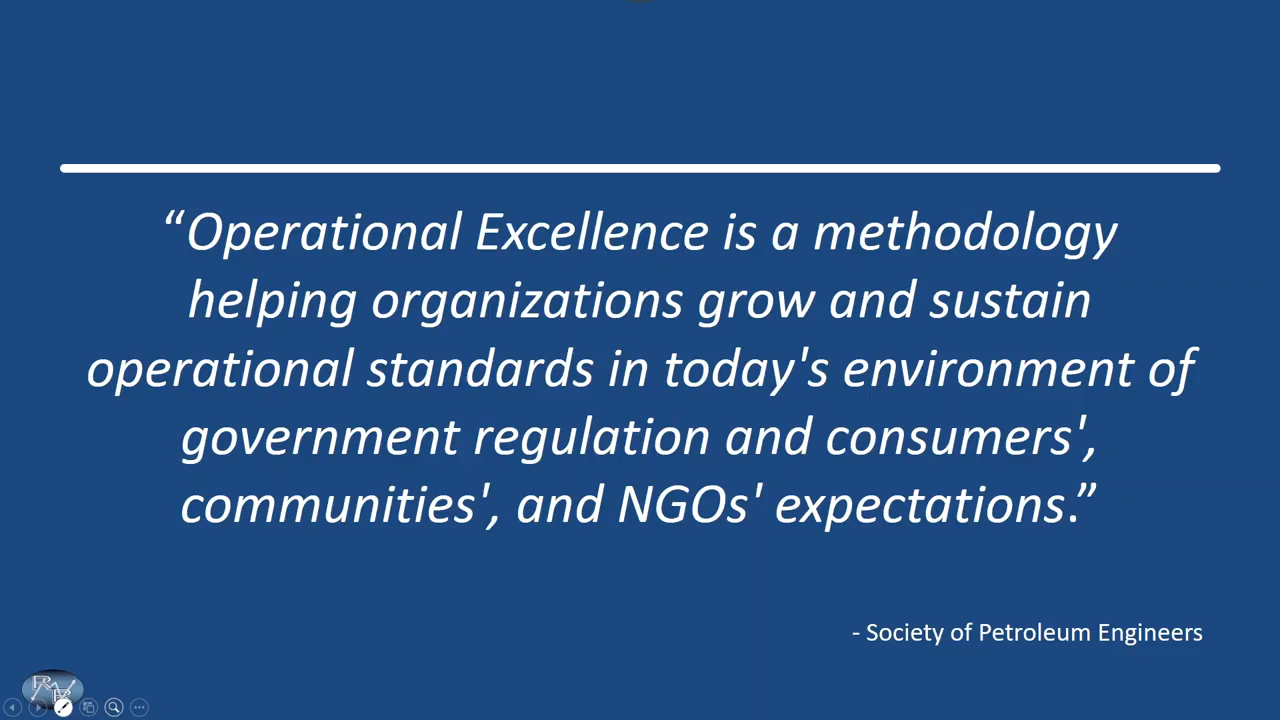 “Operational Excellence is a methodology
helping organizations grow and sustain
operational standards in today's environment of
government regulation and consumers',
communities', and NGOs' expectations.”
- Society of Petroleum Engineers